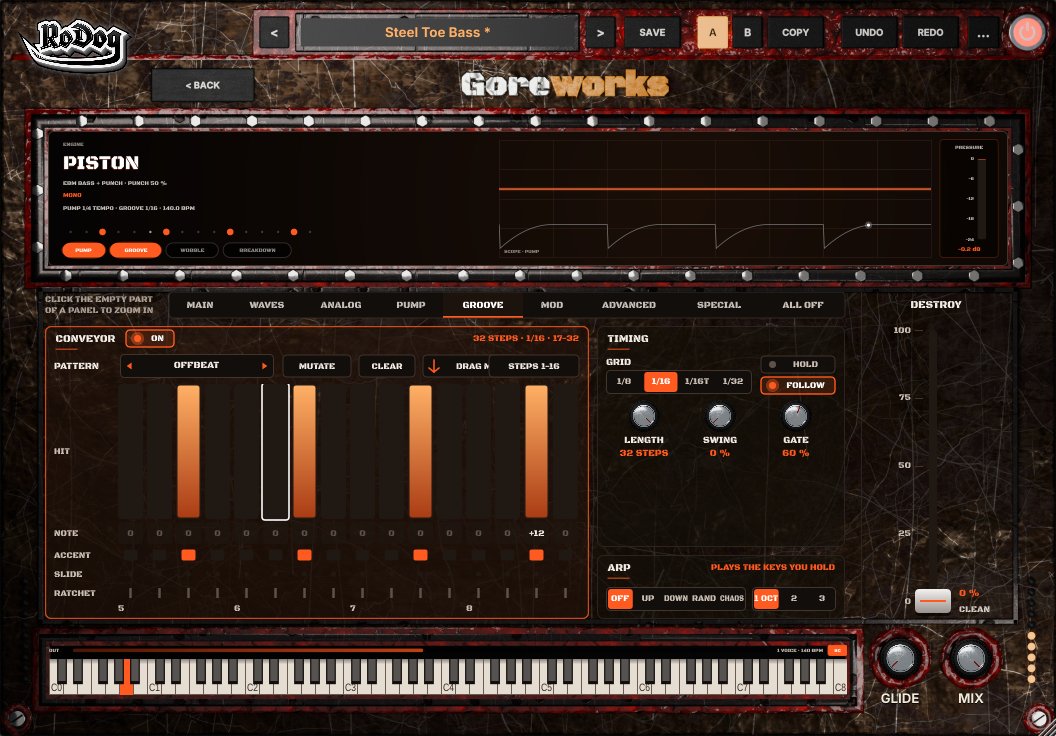 RoDog
<
Steel Toe Bass *
>
SAVE
A
B
COPY
UNDO
REDO
...
< BACK
Goreworks
ENGINE
PISTON
EBM BASS + PUNCH · PUNCH 50 %
MONO
PUMP 1/4 TEMPO · GROOVE 1/16 · 140.0 BPM
PUMP
GROOVE
WOBBLE
BREAKDOWN
SCOPE · PUMP
PRESSURE
0
-6
-12
-18
-24
-0.2 dB
CLICK THE EMPTY PART
OF A PANEL TO ZOOM IN
MAIN
WAVES
ANALOG
PUMP
GROOVE
MOD
ADVANCED
SPECIAL
ALL OFF
CONVEYOR
ON
32 STEPS · 1/16 · 17-32
PATTERN
OFFBEAT
MUTATE
CLEAR
DRAG M
STEPS 1-16
HIT
NOTE
0 0 0 0 0 0 0 0 0 0 0 0 0 0 +12 0
ACCENT
SLIDE
RATCHET
5 6 7 8
TIMING
GRID
1/8
1/16
1/16T
1/32
HOLD
FOLLOW
LENGTH
32 STEPS
SWING
0 %
GATE
60 %
ARP
PLAYS THE KEYS YOU HOLD
OFF
UP
DOWN
RAND
CHAOS
1 OCT
2
3
DESTROY
100
75
50
25
0
0 %
CLEAN
OUT
1 VOICE · 140 BPM
C0 C1 C2 C3 C4 C5 C6 C7 C8
GLIDE
MIX